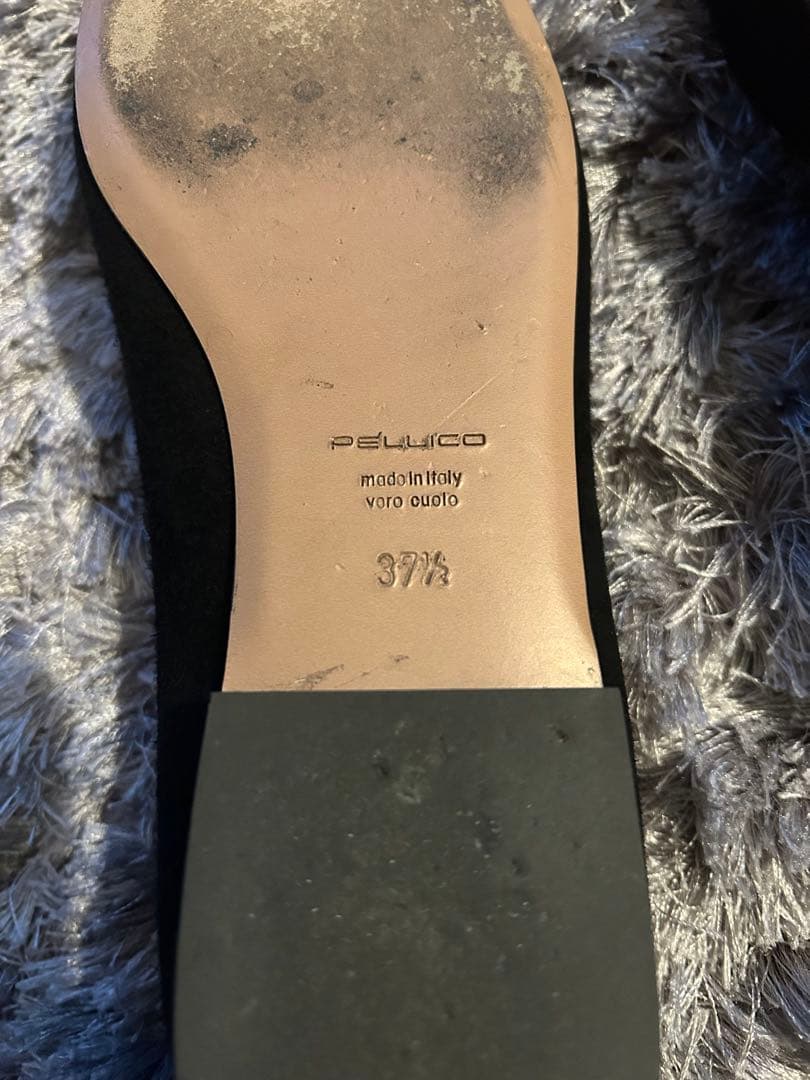 PELLICO
made in Italy
vero cuoio
37½